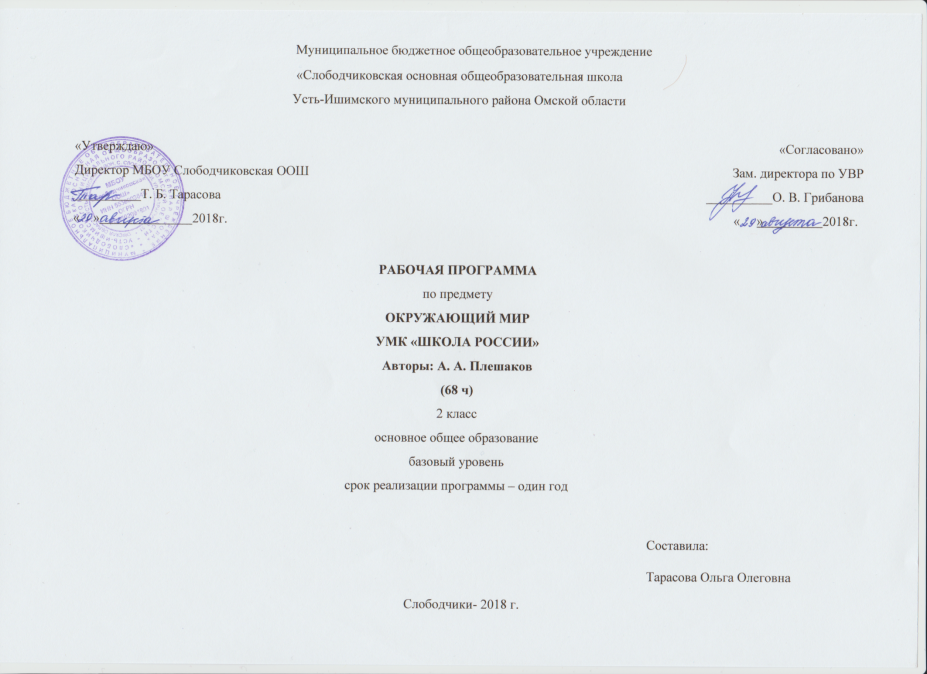 Муниципальное бюджетное общеобразовательное учреждение
«Слободчиковская основная общеобразовательная школа
Усть-Ишимского муниципального района Омской области
«Утверждаю»
Директор МБОУ Слободчиковская ООШ
Т. Б. Тарасова
«29» августа 2018г.
«Согласовано»
Зам. директора по УВР
О. В. Грибанова
«29» августа 2018г.
РАБОЧАЯ ПРОГРАММА
по предмету
ОКРУЖАЮЩИЙ МИР
УМК «ШКОЛА РОССИИ»
Авторы: А. А. Плешаков
(68 ч)
2 класс
основное общее образование
базовый уровень
срок реализации программы – один год
Составила:
Тарасова Ольга Олеговна
Слободчики- 2018 г.